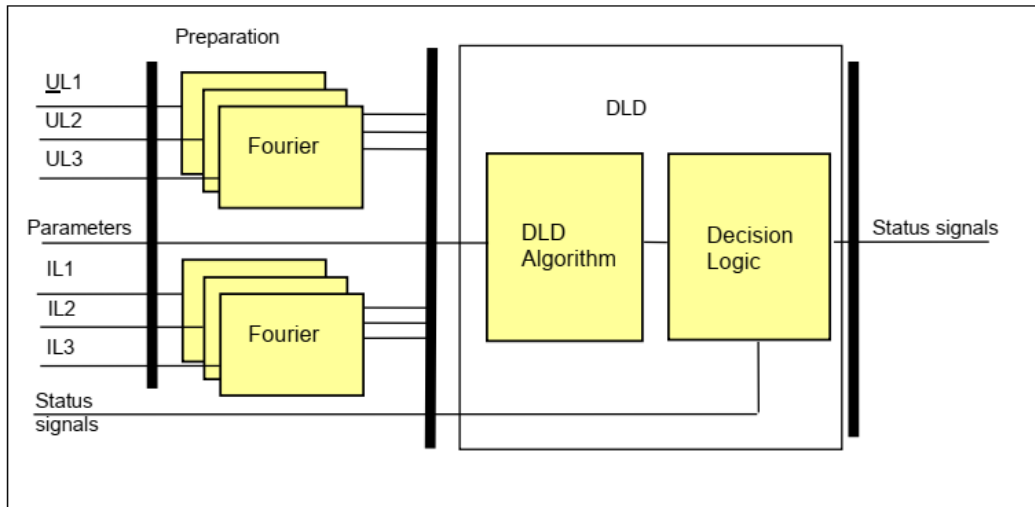 Preparation
UL1
UL2
UL3
Fourier
Parameters
IL1
IL2
IL3
Fourier
Status
signals
DLD
DLD
Algorithm
Decision
Logic
Status signals